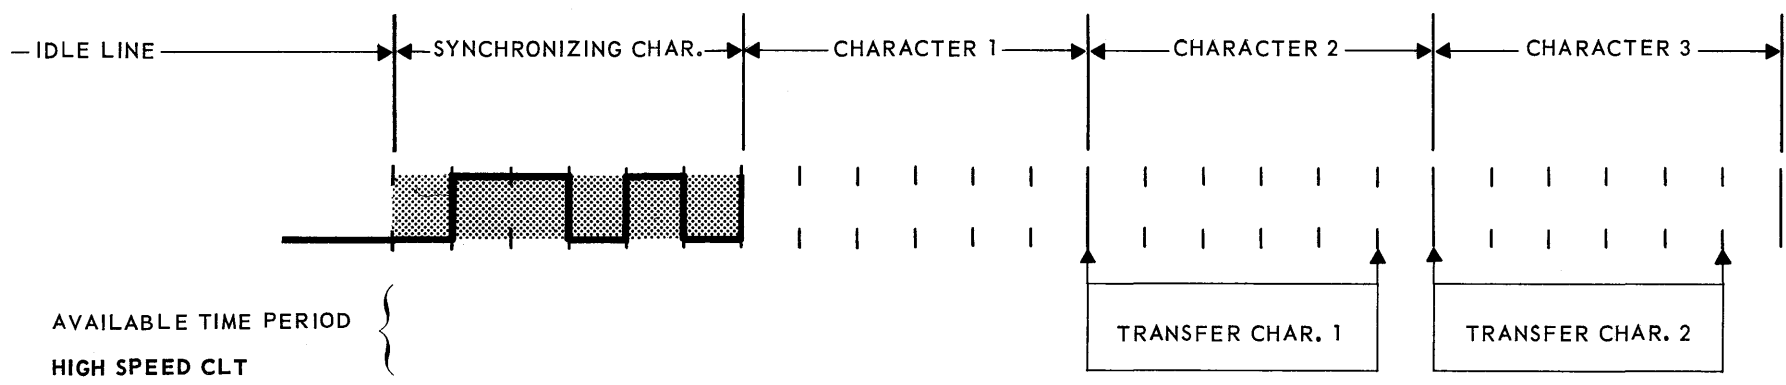 IDLE LINE
SYNCHRONIZING CHAR.
CHARACTER 1
CHARACTER 2
CHARACTER 3
AVAILABLE TIME PERIOD
HIGH SPEED CLT
TRANSFER CHAR. 1
TRANSFER CHAR. 2